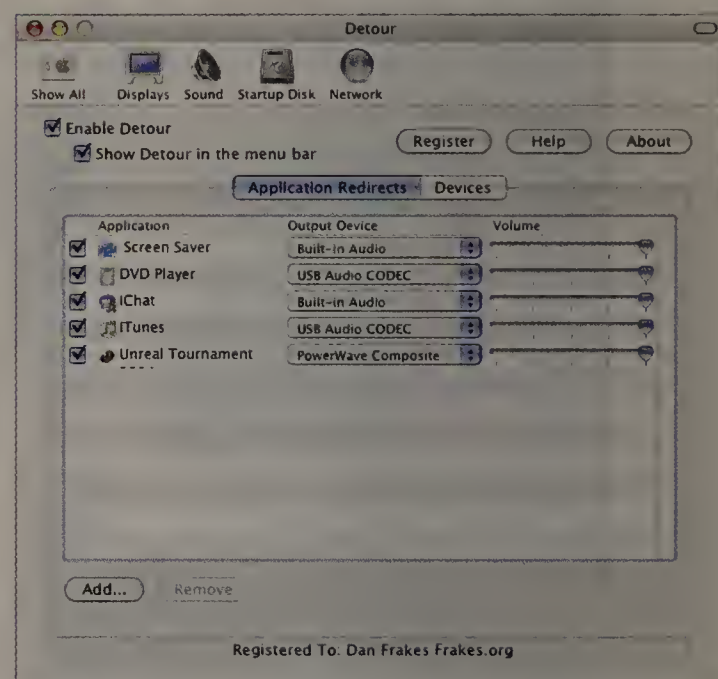 Detour
Show All Displays Sound Startup Disk Network
Enable Detour
Show Detour in the menu bar
Register Help About
Application Redirects Devices
Application Output Device Volume
Screen Saver Built-in Audio
DVD Player USB Audio CODEC
iChat Built-in Audio
iTunes USB Audio CODEC
Unreal Tournament PowerWave Composite
Add... Remove
Registered To: Dan Frakes Frakes.org